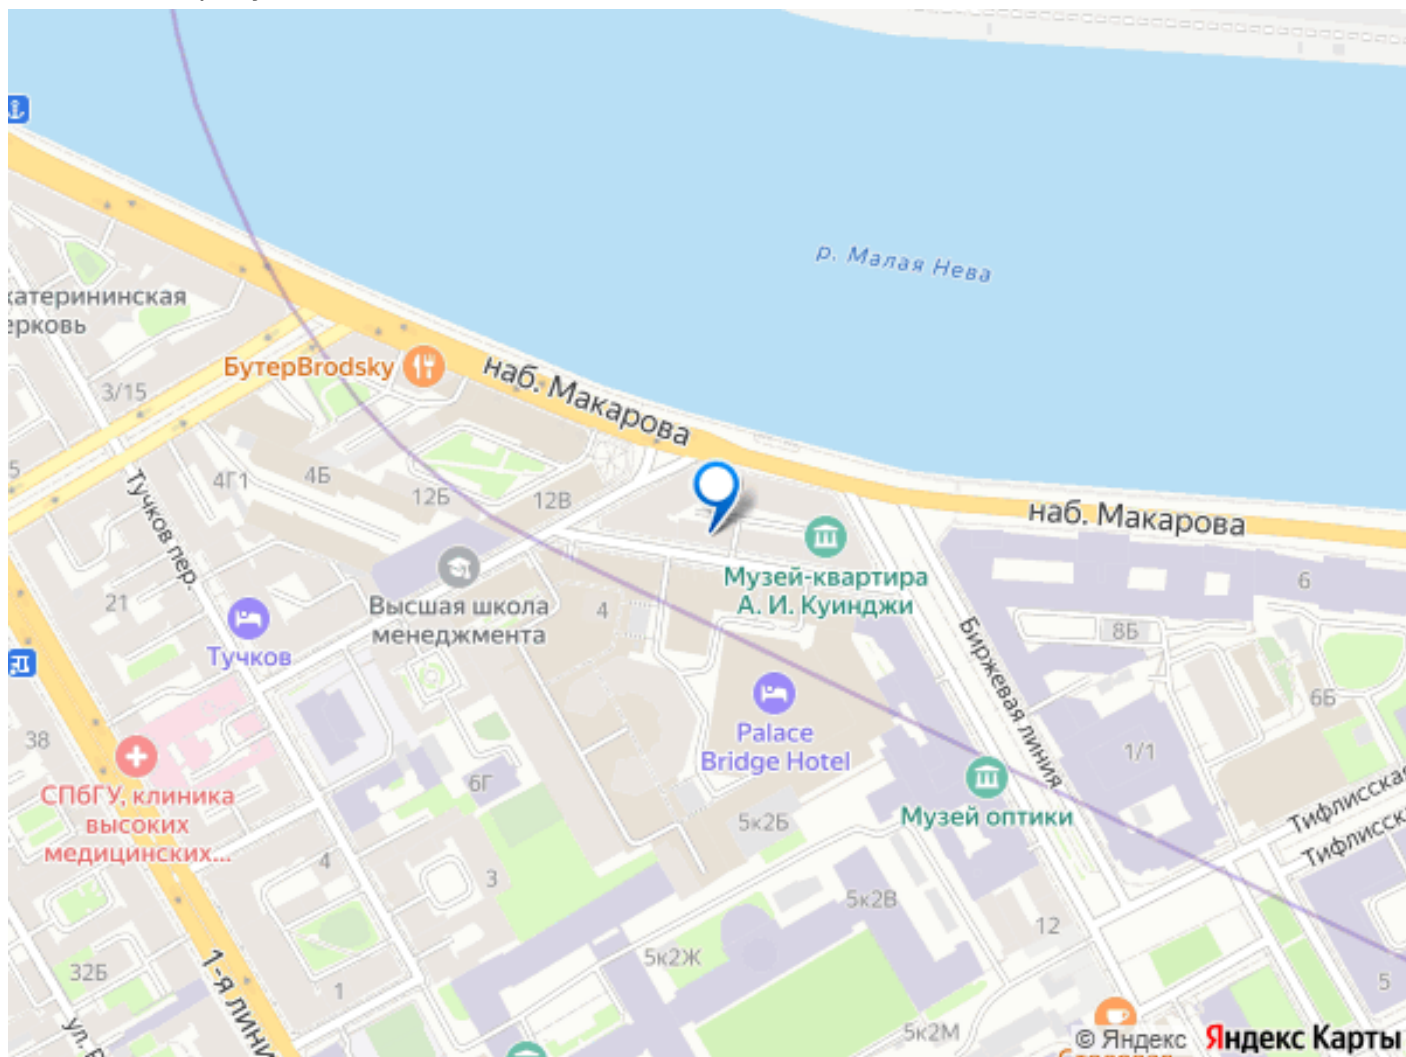 р. Малая Нева
катерининская
ерковь
БутерBrodsky
наб. Макарова
3/15
Тучков пер.
4Г1
4Б
12Б
12В
наб. Макарова
Музей-квартира
А. И. Куинджи
6
Высшая школа
менеджмента
21
4
8Б
Тучков
Биржевая линия
6Б
38
Palace
Bridge Hotel
1/1
6Г
СПбГУ, клиника
высоких
медицинских...
5к2Б
Музей оптики
Тифлисская
Тифлисск
4
3
5к2В
12
32Б
5к2Ж
1-я лини
1
5
ул. Р
5к2М
© Яндекс
Яндекс Карты